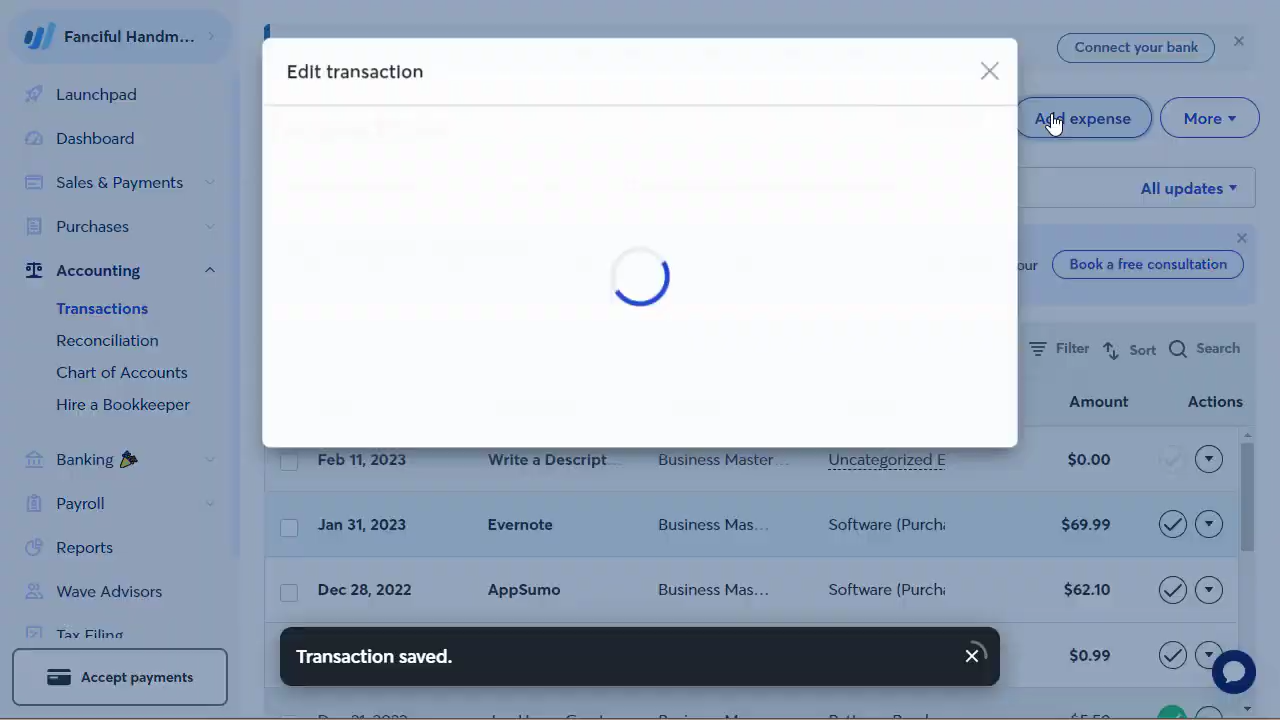 Fanciful Handm...
Launchpad
Dashboard
Sales & Payments
Purchases
Accounting
Transactions
Reconciliation
Chart of Accounts
Hire a Bookkeeper
Banking
Payroll
Reports
Wave Advisors
Tax Filing
Accept payments
Connect your bank
Add expense
More
All updates
our
Book a free consultation
Filter
Sort
Search
Amount
Actions
Edit transaction
Feb 11, 2023 Write a Descript Business Master... Uncategorized E $0.00
Jan 31, 2023 Evernote Business Mas... Software (Purcha $69.99
Dec 28, 2022 AppSumo Business Mas... Software (Purcha $62.10
$0.99
Transaction saved.